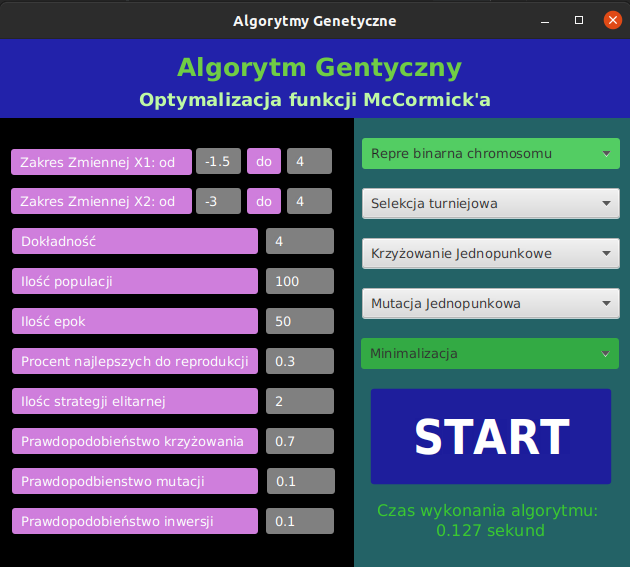 Algorytmy Genetyczne
Algorytm Gentyczny
Optymalizacja funkcji McCormick'a
Zakres Zmiennej X1: od -1.5 do 4
Zakres Zmiennej X2: od -3 do 4
Dokładność 4
Ilość populacji 100
Ilość epok 50
Procent najlepszych do reprodukcji 0.3
Ilośc strategji elitarnej 2
Prawdopodobieństwo krzyżowania 0.7
Prawdopodbienstwo mutacji 0.1
Prawdopodobieństwo inwersji 0.1
Repre binarna chromosomu
Selekcja turniejowa
Krzyżowanie Jednopunkowe
Mutacja Jednopunkowa
Minimalizacja
START
Czas wykonania algorytmu:
0.127 sekund